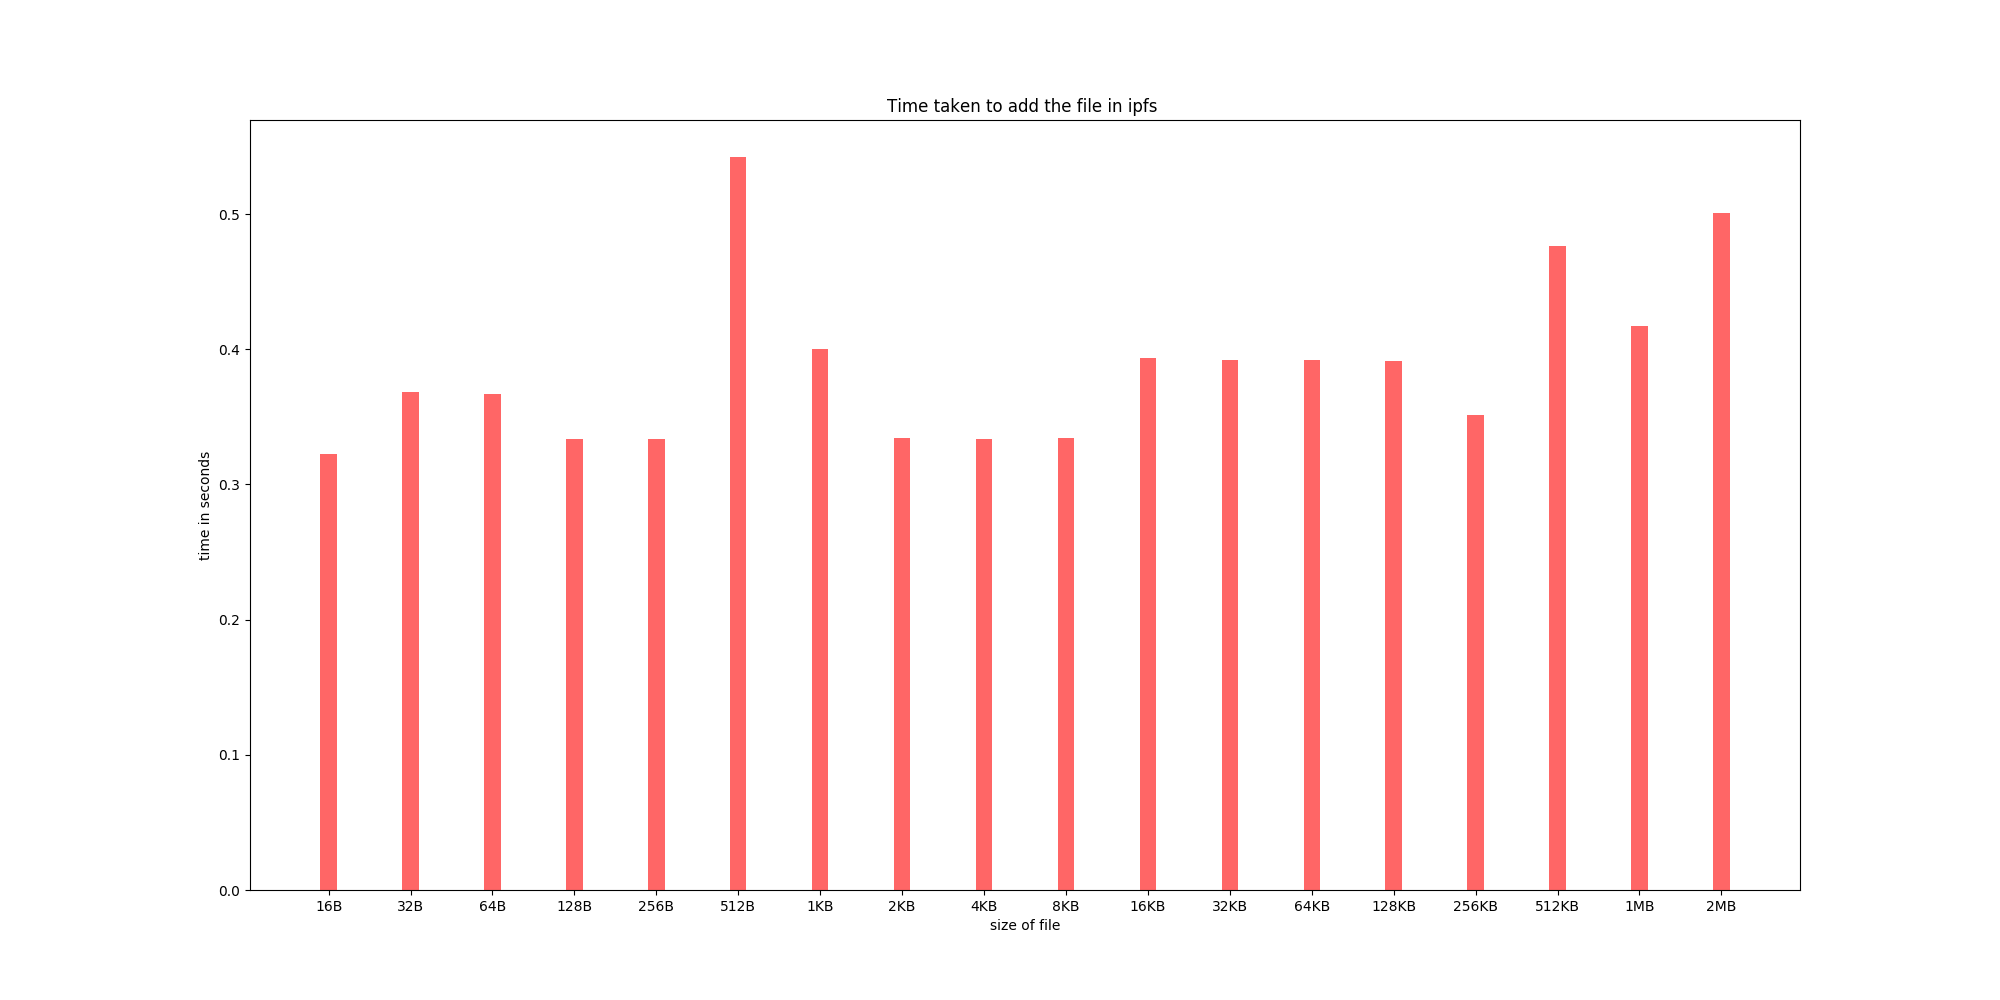 Time taken to add the file in ipfs
time in seconds
0.5
0.4
0.3
0.2
0.1
0.0
16B 32B 64B 128B 256B 512B 1KB 2KB 4KB 8KB 16KB 32KB 64KB 128KB 256KB 512KB 1MB 2MB
size of file